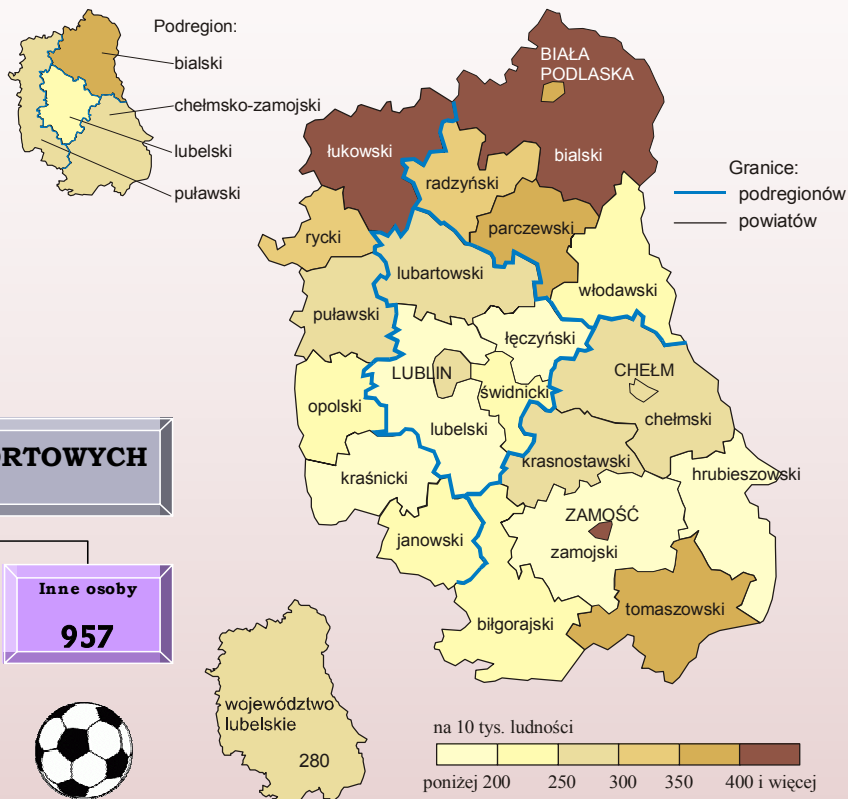 Podregion:
bialski
chełmsko-zamojski
lubelski
puławski
BIAŁA
PODLASKA
łukowski
bialski
radzyński
rycki
parczewski
lubartowski
włodawski
puławski
łęczyński
LUBLIN
CHEŁM
świdnicki
opolski
chełmski
lubelski
krasnostawski
kraśnicki
hrubieszowski
ZAMOŚĆ
janowski
zamojski
tomaszowski
biłgorajski
Granice:
podregionów
powiatów
ORTOWYCH
Inne osoby
957
województwo
lubelskie
280
na 10 tys. ludności
poniżej 200 250 300 350 400 i więcej